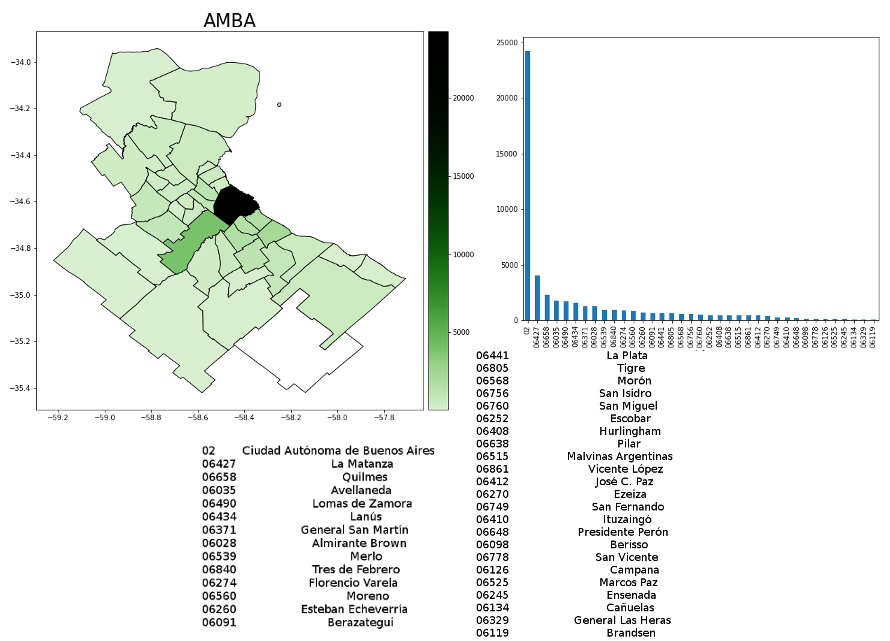 AMBA
−34.0
−34.2
−34.4
−34.6
−34.8
−35.0
−35.2
−35.4
−59.2
−59.0
−58.8
−58.6
−58.4
−58.2
−58.0
−57.8
20000
15000
10000
5000
25000
20000
15000
10000
5000
0
02
06427
06658
06035
06490
06434
06371
06028
06539
06840
06274
06560
06260
06091
06441
06805
06568
06756
06760
06252
06408
06638
06515
06861
06412
06270
06749
06410
06648
06098
06778
06126
06525
06245
06134
06329
06119
02 Ciudad Autónoma de Buenos Aires
06427 La Matanza
06658 Quilmes
06035 Avellaneda
06490 Lomas de Zamora
06434 Lanús
06371 General San Martín
06028 Almirante Brown
06539 Merlo
06840 Tres de Febrero
06274 Florencio Varela
06560 Moreno
06260 Esteban Echeverría
06091 Berazategui
06441 La Plata
06805 Tigre
06568 Morón
06756 San Isidro
06760 San Miguel
06252 Escobar
06408 Hurlingham
06638 Pilar
06515 Malvinas Argentinas
06861 Vicente López
06412 José C. Paz
06270 Ezeiza
06749 San Fernando
06410 Ituzaingó
06648 Presidente Perón
06098 Berisso
06778 San Vicente
06126 Campana
06525 Marcos Paz
06245 Ensenada
06134 Cañuelas
06329 General Las Heras
06119 Brandsen